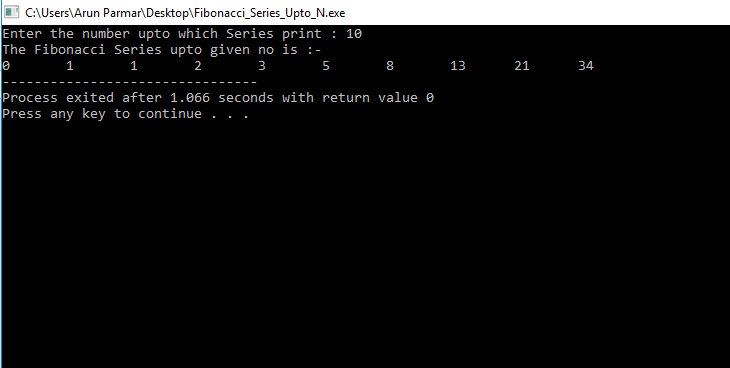 C:\Users\Arun Parmar\Desktop\Fibonacci_Series_Upto_N.exe
Enter the number upto which Series print : 10
The Fibonacci Series upto given no is :-
0       1       1       2       3       5       8       13      21      34
--------------------------------
Process exited after 1.066 seconds with return value 0
Press any key to continue . . .